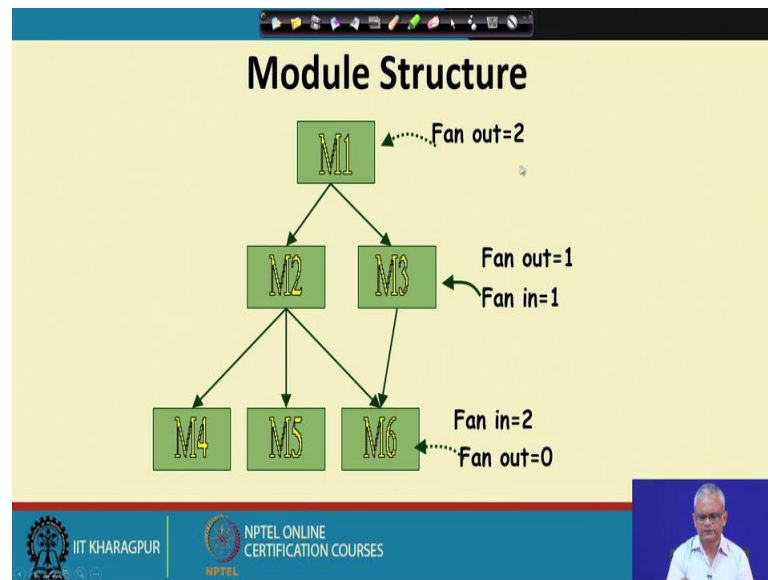 Module Structure
M1
Fan out=2
M2
M3
Fan out=1
Fan in=1
M4
M5
M6
Fan in=2
Fan out=0
IIT KHARAGPUR
NPTEL
NPTEL ONLINE
CERTIFICATION COURSES